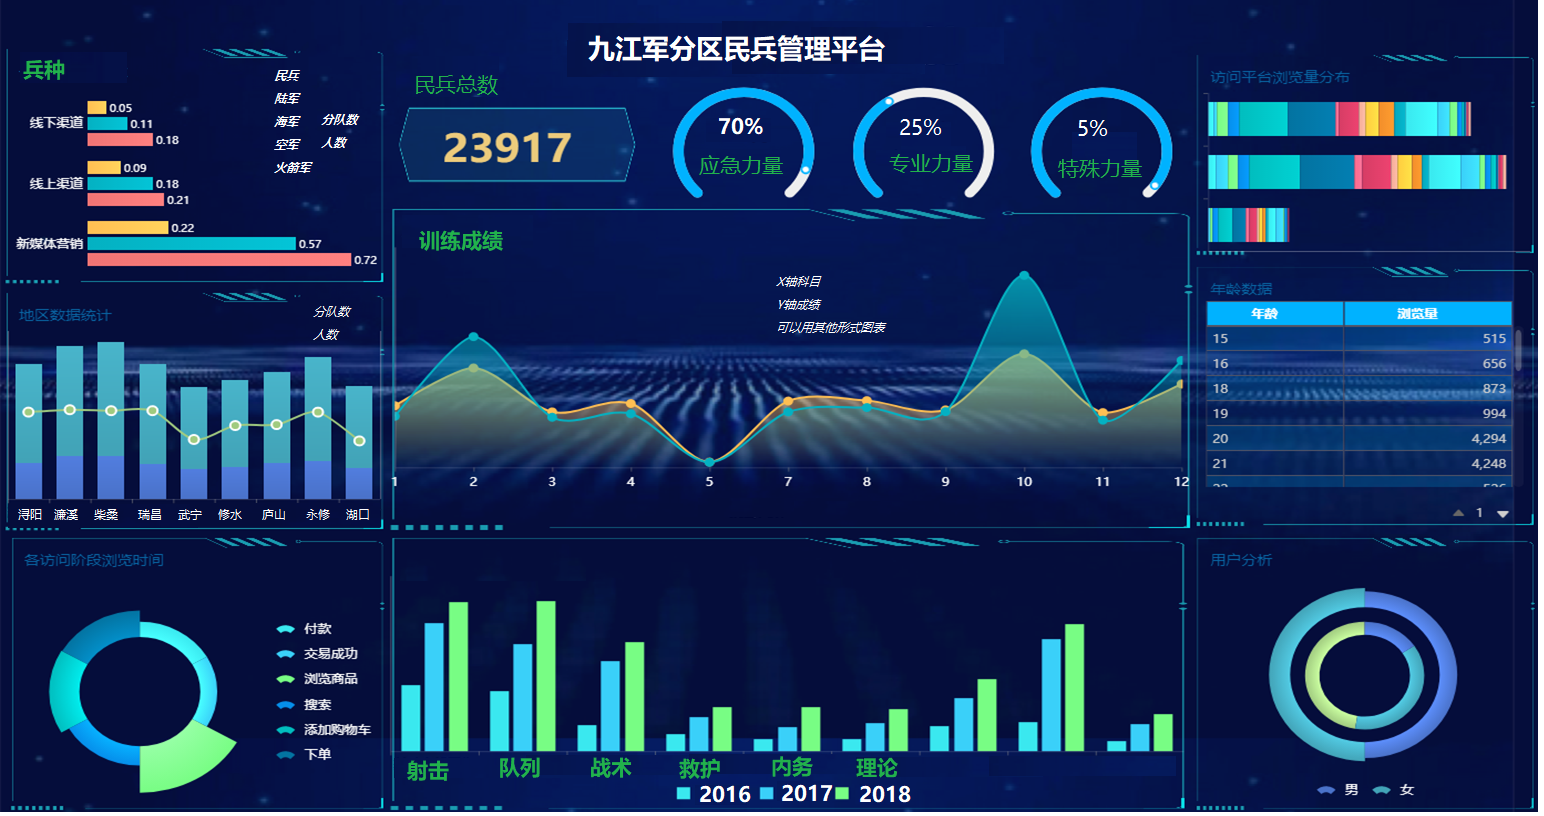 九江军分区民兵管理平台
兵种
民兵
陆军
海军
空军
火箭军
分队数
人数
线下渠道
0.05
0.11
0.18
线上渠道
0.09
0.18
0.21
新媒体营销
0.22
0.57
0.72
民兵总数
23917
70%
应急力量
25%
专业力量
5%
特殊力量
访问平台浏览量分布
地区数据统计
分队数
人数
浔阳 濂溪 柴桑 瑞昌 武宁 修水 庐山 永修 湖口
训练成绩
X轴科目
Y轴成绩
可以用其他形式图表
1 2 3 4 5 6 7 8 9 10 11 12
年龄数据
年龄 浏览量
15 515
16 656
18 873
19 994
20 4,294
21 4,248
1
各访问阶段浏览时间
付款
交易成功
浏览商品
搜索
添加购物车
下单
射击 队列 战术 救护 内务 理论
2016 2017 2018
用户分析
男 女